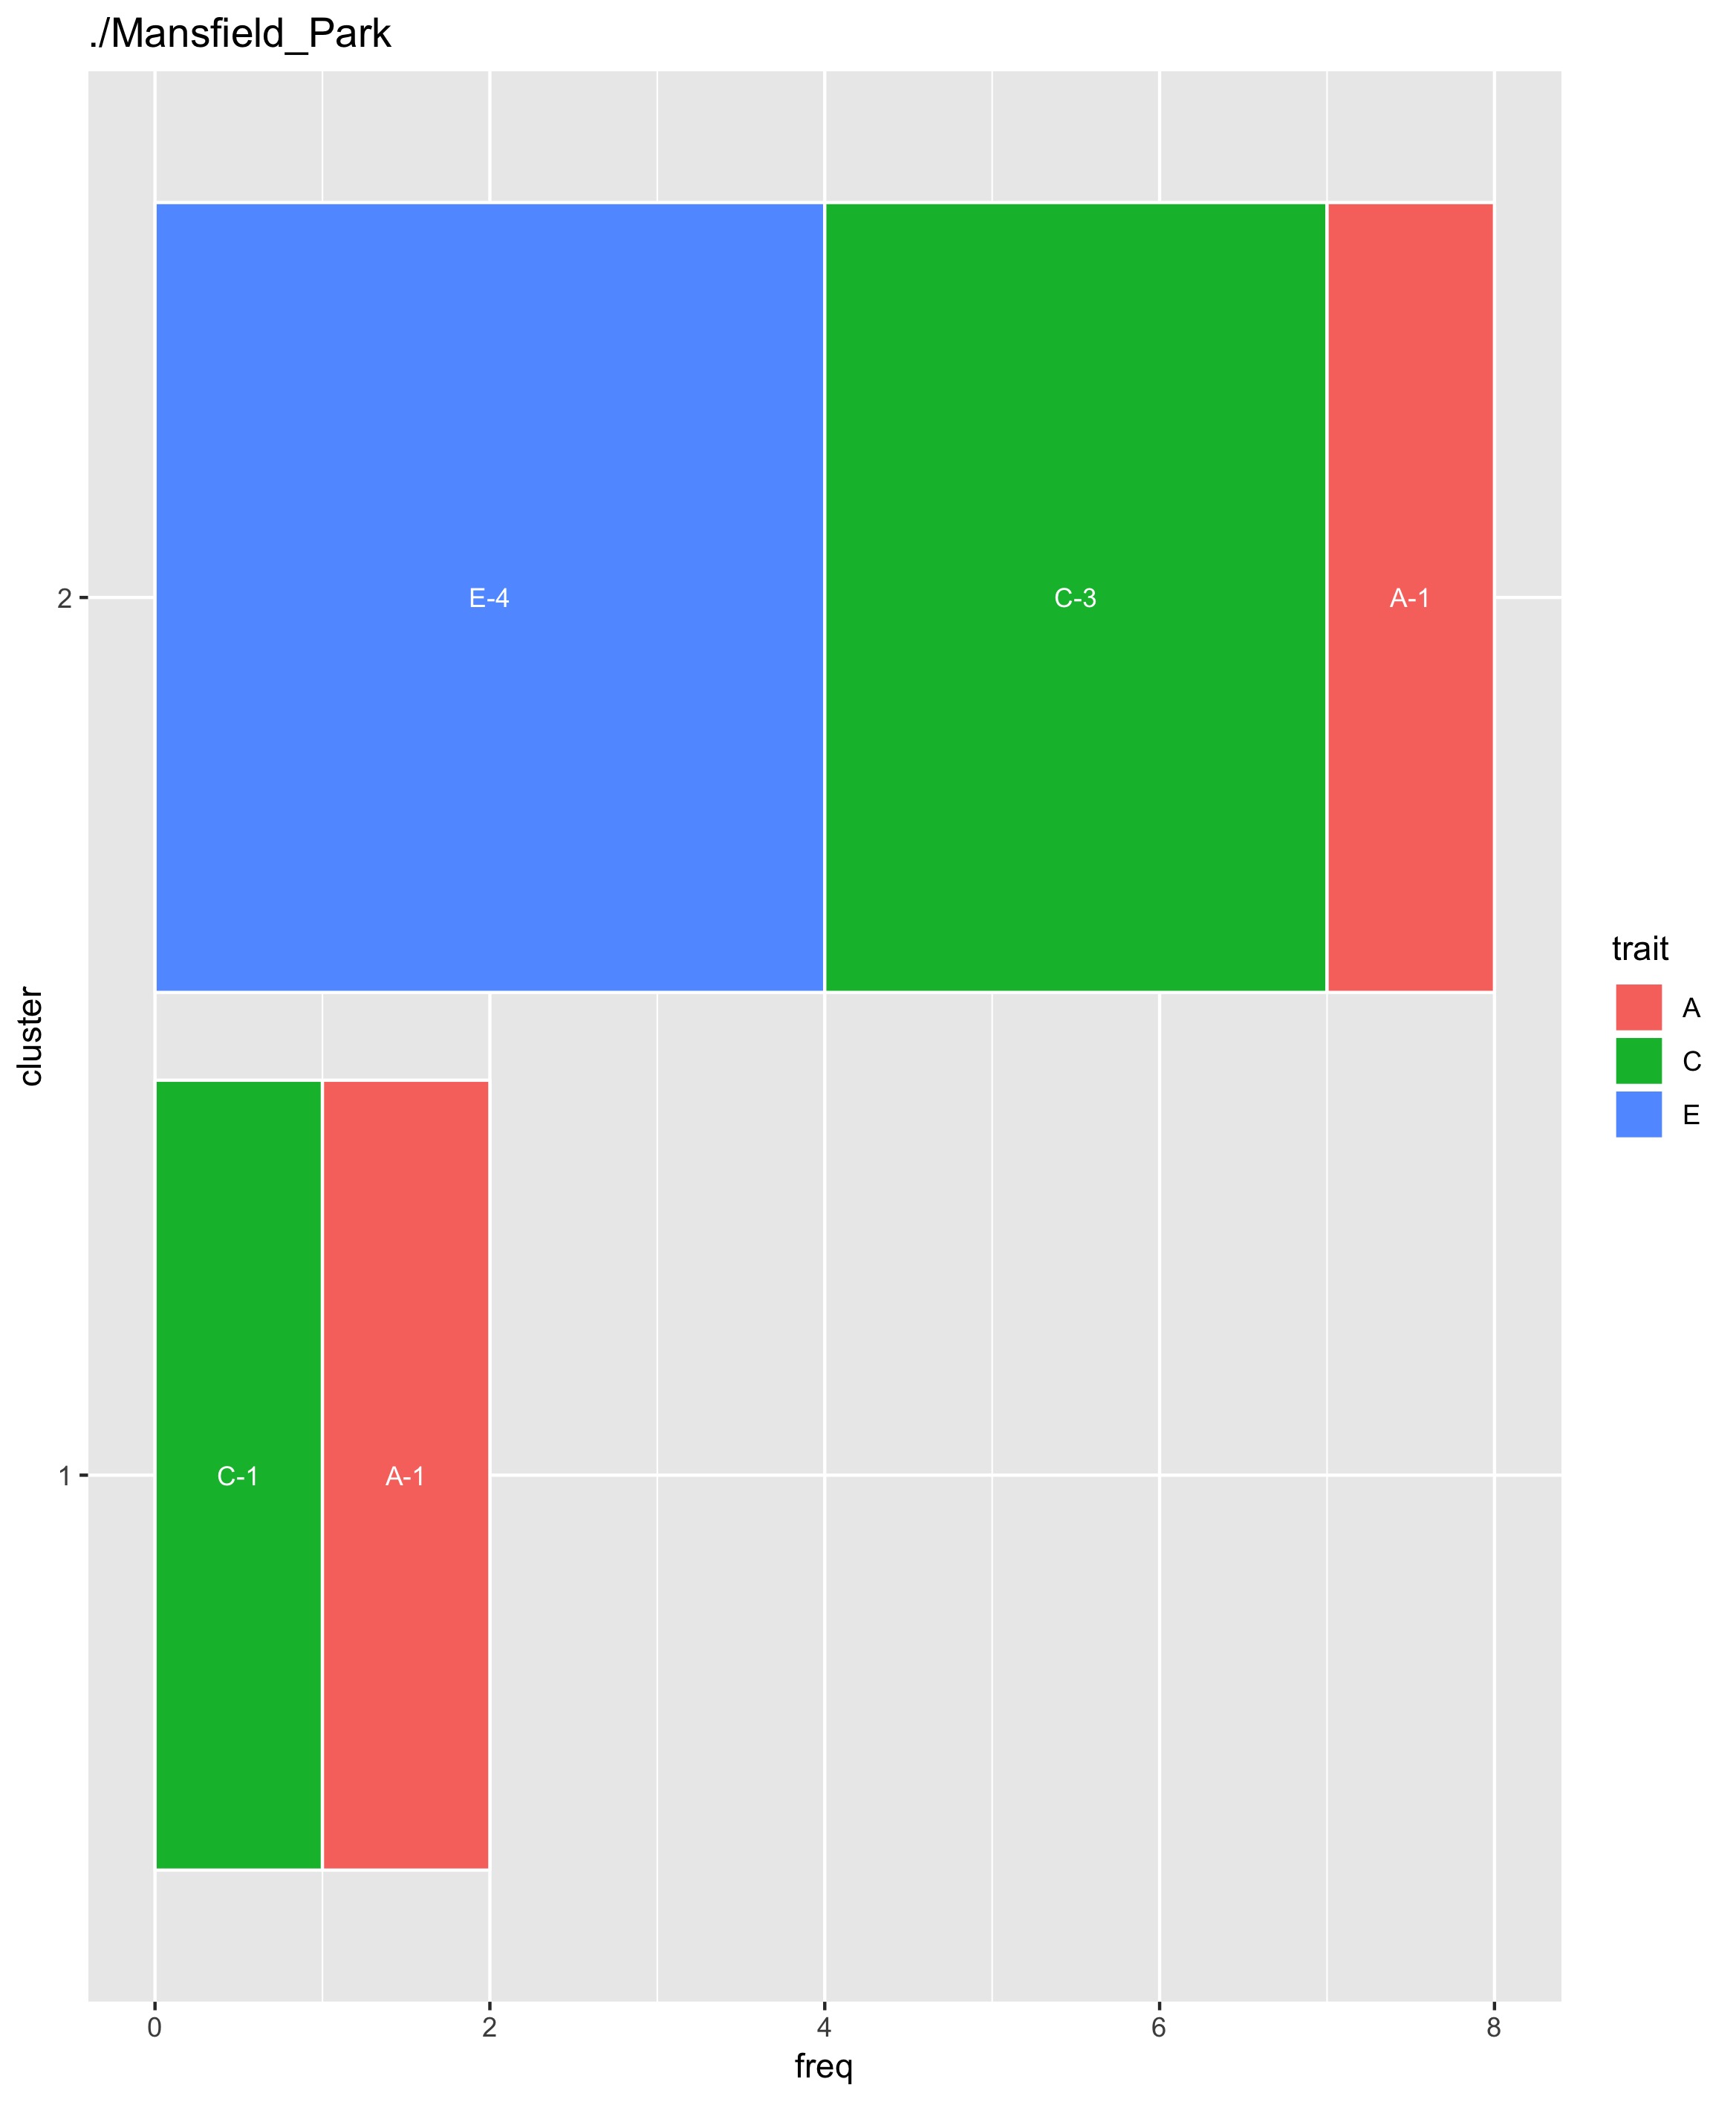 ./Mansfield_Park
2
E-4
C-3
A-1
cluster
1
C-1
A-1
0 2 4 6 8
freq
trait
A
C
E